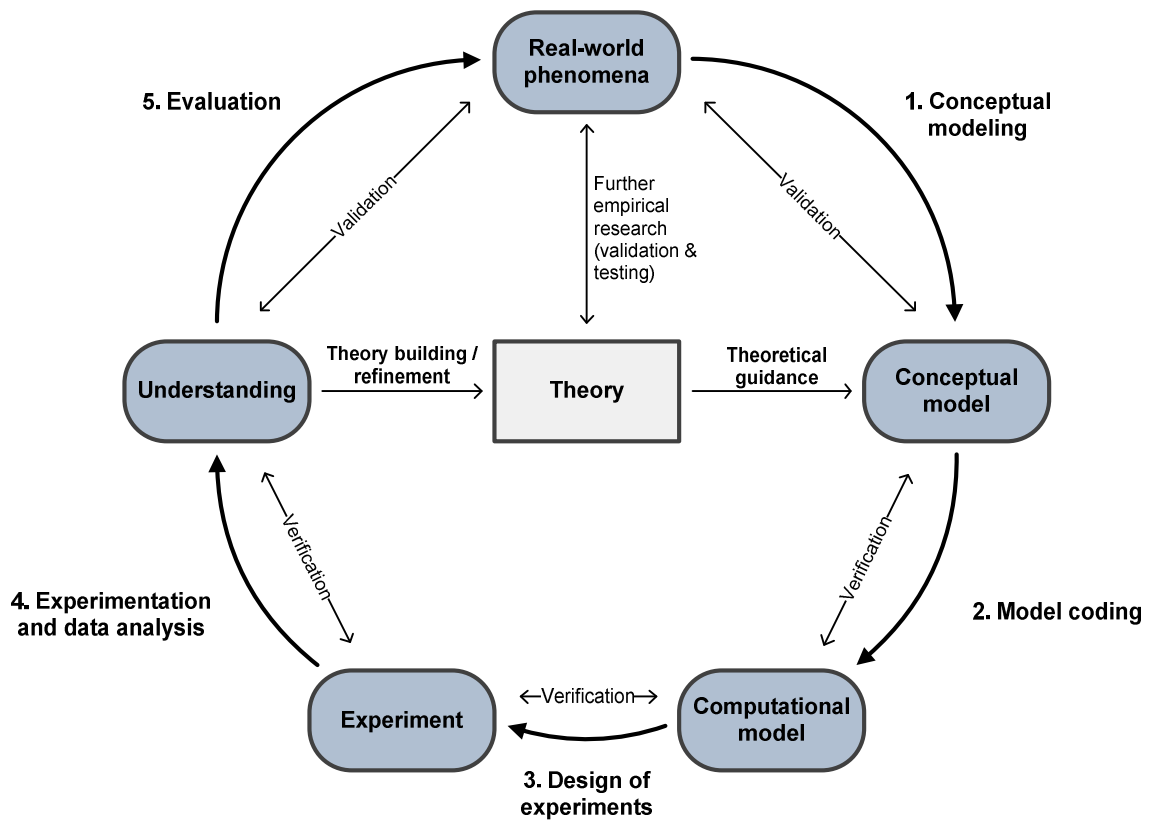 Real-world
phenomena
5. Evaluation
1. Conceptual
modeling
Validation
Further
empirical
research
(validation &
testing)
Validation
Understanding
Theory building /
refinement
Theory
Theoretical
guidance
Conceptual
model
Verification
Verification
4. Experimentation
and data analysis
2. Model coding
Experiment
Verification
Computational
model
3. Design of
experiments